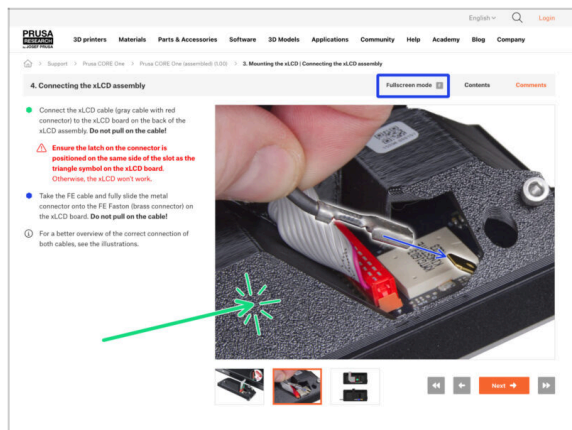 English
Login
PRUSA
RESEARCH
by JOSEF PRUSA
3D printers Materials Parts & Accessories Software 3D Models Applications Community Help Academy Blog Company
Support > Prusa CORE One > Prusa CORE One (assembled) (1.00) > 3. Mounting the xLCD | Connecting the xLCD assembly
4. Connecting the xLCD assembly
Fullscreen mode
Contents
Comments
Connect the xLCD cable (gray cable with red
connector) to the xLCD board on the back of the
xLCD assembly. Do not pull on the cable!
Ensure the latch on the connector is
positioned on the same side of the slot as the
triangle symbol on the xLCD board.
Otherwise, the xLCD won't work.
Take the FE cable and fully slide the metal
connector onto the FE Faston (brass connector) on
the xLCD board. Do not pull on the cable!
For a better overview of the correct connection of
both cables, see the illustrations.
Next